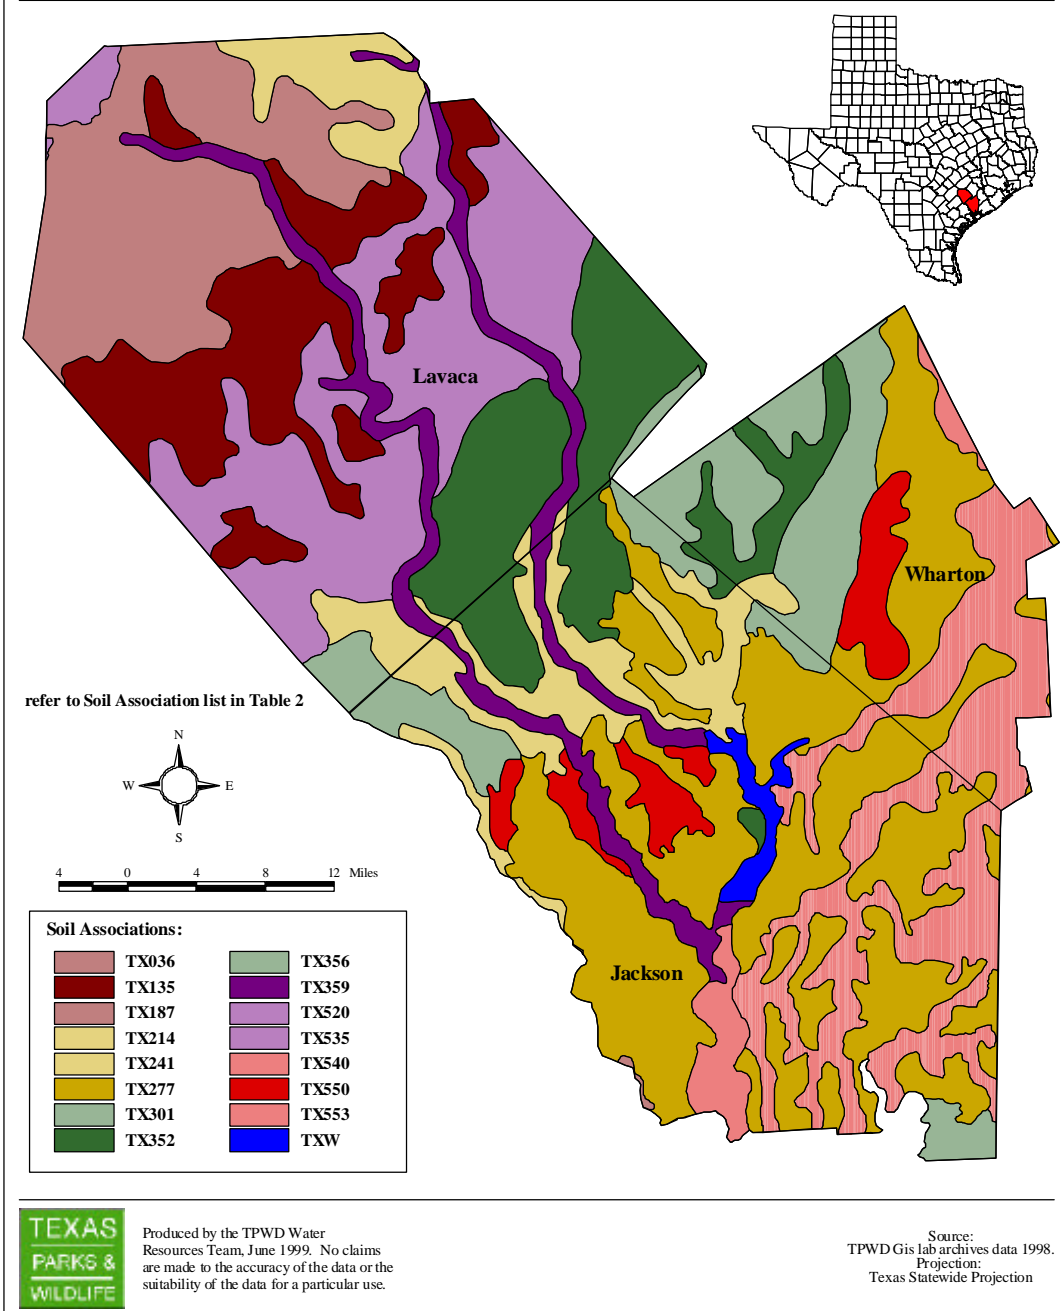 Lavaca
Wharton
refer to Soil Association list in Table 2
N
W
E
S
4 0 4 8 12 Miles
Soil Associations:
TX036
TX135
TX187
TX214
TX241
TX277
TX301
TX352
TX356
TX359
TX520
TX535
TX540
TX550
TX553
TXW
Jackson
TEXAS
PARKS &
WILDLIFE
Produced by the TPWD Water
Resources Team, June 1999. No claims
are made to the accuracy of the data or the
suitability of the data for a particular use.
Source:
TPWD Gis lab archives data 1998.
Projection:
Texas Statewide Projection